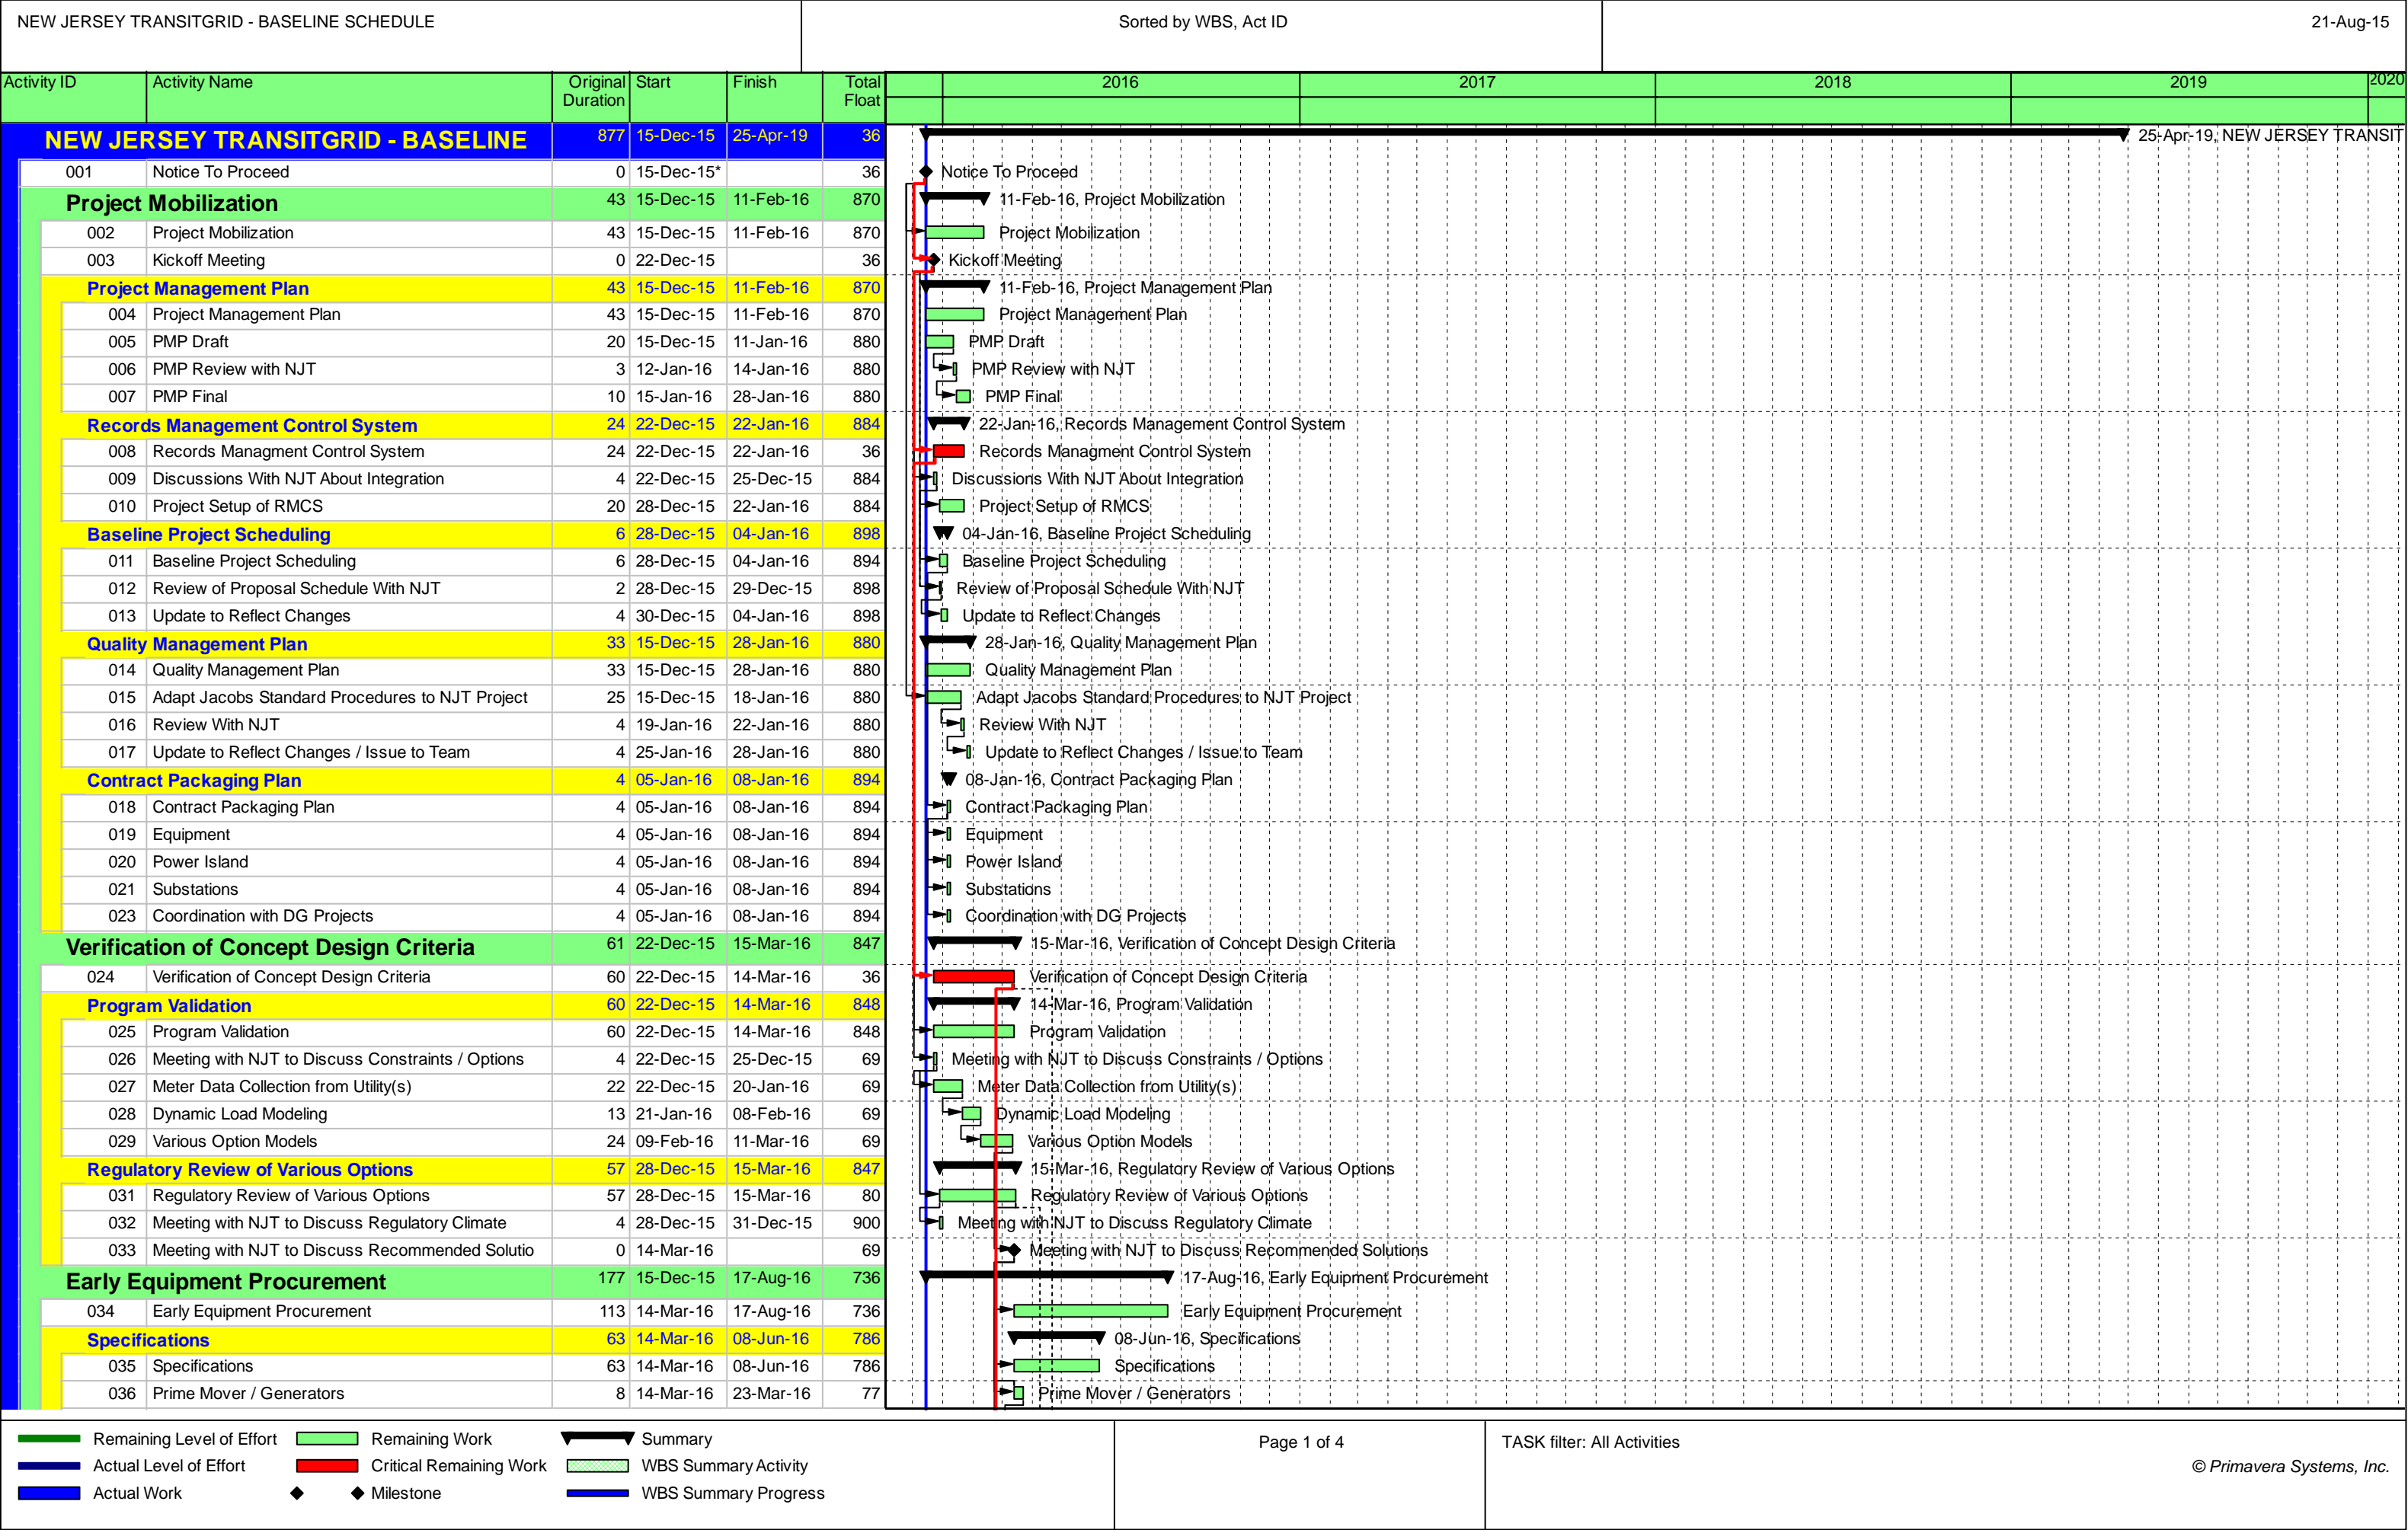 NEW JERSEY TRANSITGRID - BASELINE SCHEDULE Sorted by WBS, Act ID 21-Aug-15
Activity ID Activity Name Original Duration Start Finish Total Float 2016 2017 2018 2019 2020
NEW JERSEY TRANSITGRID - BASELINE 877 15-Dec-15 25-Apr-19 36 25-Apr-19, NEW JERSEY TRANSIT
001 Notice To Proceed 0 15-Dec-15* 36 Notice To Proceed
Project Mobilization 43 15-Dec-15 11-Feb-16 870 11-Feb-16, Project Mobilization
002 Project Mobilization 43 15-Dec-15 11-Feb-16 870 Project Mobilization
003 Kickoff Meeting 0 22-Dec-15 36 Kickoff Meeting
Project Management Plan 43 15-Dec-15 11-Feb-16 870 11-Feb-16, Project Management Plan
004 Project Management Plan 43 15-Dec-15 11-Feb-16 870 Project Management Plan
005 PMP Draft 20 15-Dec-15 11-Jan-16 880 PMP Draft
006 PMP Review with NJT 3 12-Jan-16 14-Jan-16 880 PMP Review with NJT
007 PMP Final 10 15-Jan-16 28-Jan-16 880 PMP Final
Records Management Control System 24 22-Dec-15 22-Jan-16 884 22-Jan-16, Records Management Control System
008 Records Managment Control System 24 22-Dec-15 22-Jan-16 36 Records Managment Control System
009 Discussions With NJT About Integration 4 22-Dec-15 25-Dec-15 884 Discussions With NJT About Integration
010 Project Setup of RMCS 20 28-Dec-15 22-Jan-16 884 Project Setup of RMCS
Baseline Project Scheduling 6 28-Dec-15 04-Jan-16 898 04-Jan-16, Baseline Project Scheduling
011 Baseline Project Scheduling 6 28-Dec-15 04-Jan-16 894 Baseline Project Scheduling
012 Review of Proposal Schedule With NJT 2 28-Dec-15 29-Dec-15 898 Review of Proposal Schedule With NJT
013 Update to Reflect Changes 4 30-Dec-15 04-Jan-16 898 Update to Reflect Changes
Quality Management Plan 33 15-Dec-15 28-Jan-16 880 28-Jan-16, Quality Management Plan
014 Quality Management Plan 33 15-Dec-15 28-Jan-16 880 Quality Management Plan
015 Adapt Jacobs Standard Procedures to NJT Project 25 15-Dec-15 18-Jan-16 880 Adapt Jacobs Standard Procedures to NJT Project
016 Review With NJT 4 19-Jan-16 22-Jan-16 880 Review With NJT
017 Update to Reflect Changes / Issue to Team 4 25-Jan-16 28-Jan-16 880 Update to Reflect Changes / Issue to Team
Contract Packaging Plan 4 05-Jan-16 08-Jan-16 894 08-Jan-16, Contract Packaging Plan
018 Contract Packaging Plan 4 05-Jan-16 08-Jan-16 894 Contract Packaging Plan
019 Equipment 4 05-Jan-16 08-Jan-16 894 Equipment
020 Power Island 4 05-Jan-16 08-Jan-16 894 Power Island
021 Substations 4 05-Jan-16 08-Jan-16 894 Substations
023 Coordination with DG Projects 4 05-Jan-16 08-Jan-16 894 Coordination with DG Projects
Verification of Concept Design Criteria 61 22-Dec-15 15-Mar-16 847 15-Mar-16, Verification of Concept Design Criteria
024 Verification of Concept Design Criteria 60 22-Dec-15 14-Mar-16 36 Verification of Concept Design Criteria
Program Validation 60 22-Dec-15 14-Mar-16 848 14-Mar-16, Program Validation
025 Program Validation 60 22-Dec-15 14-Mar-16 848 Program Validation
026 Meeting with NJT to Discuss Constraints / Options 4 22-Dec-15 25-Dec-15 69 Meeting with NJT to Discuss Constraints / Options
027 Meter Data Collection from Utility(s) 22 22-Dec-15 20-Jan-16 69 Meter Data Collection from Utility(s)
028 Dynamic Load Modeling 13 21-Jan-16 08-Feb-16 69 Dynamic Load Modeling
029 Various Option Models 24 09-Feb-16 11-Mar-16 69 Various Option Models
Regulatory Review of Various Options 57 28-Dec-15 15-Mar-16 847 15-Mar-16, Regulatory Review of Various Options
031 Regulatory Review of Various Options 57 28-Dec-15 15-Mar-16 80 Regulatory Review of Various Options
032 Meeting with NJT to Discuss Regulatory Climate 4 28-Dec-15 31-Dec-15 900 Meeting with NJT to Discuss Regulatory Climate
033 Meeting with NJT to Discuss Recommended Solutio 0 14-Mar-16 69 Meeting with NJT to Discuss Recommended Solutions
Early Equipment Procurement 177 15-Dec-15 17-Aug-16 736 17-Aug-16, Early Equipment Procurement
034 Early Equipment Procurement 113 14-Mar-16 17-Aug-16 736 Early Equipment Procurement
Specifications 63 14-Mar-16 08-Jun-16 786 08-Jun-16, Specifications
035 Specifications 63 14-Mar-16 08-Jun-16 786 Specifications
036 Prime Mover / Generators 8 14-Mar-16 23-Mar-16 77 Prime Mover / Generators
Remaining Level of Effort Remaining Work Summary Page 1 of 4 TASK filter: All Activities
Actual Level of Effort Critical Remaining Work WBS Summary Activity © Primavera Systems, Inc.
Actual Work Milestone WBS Summary Progress